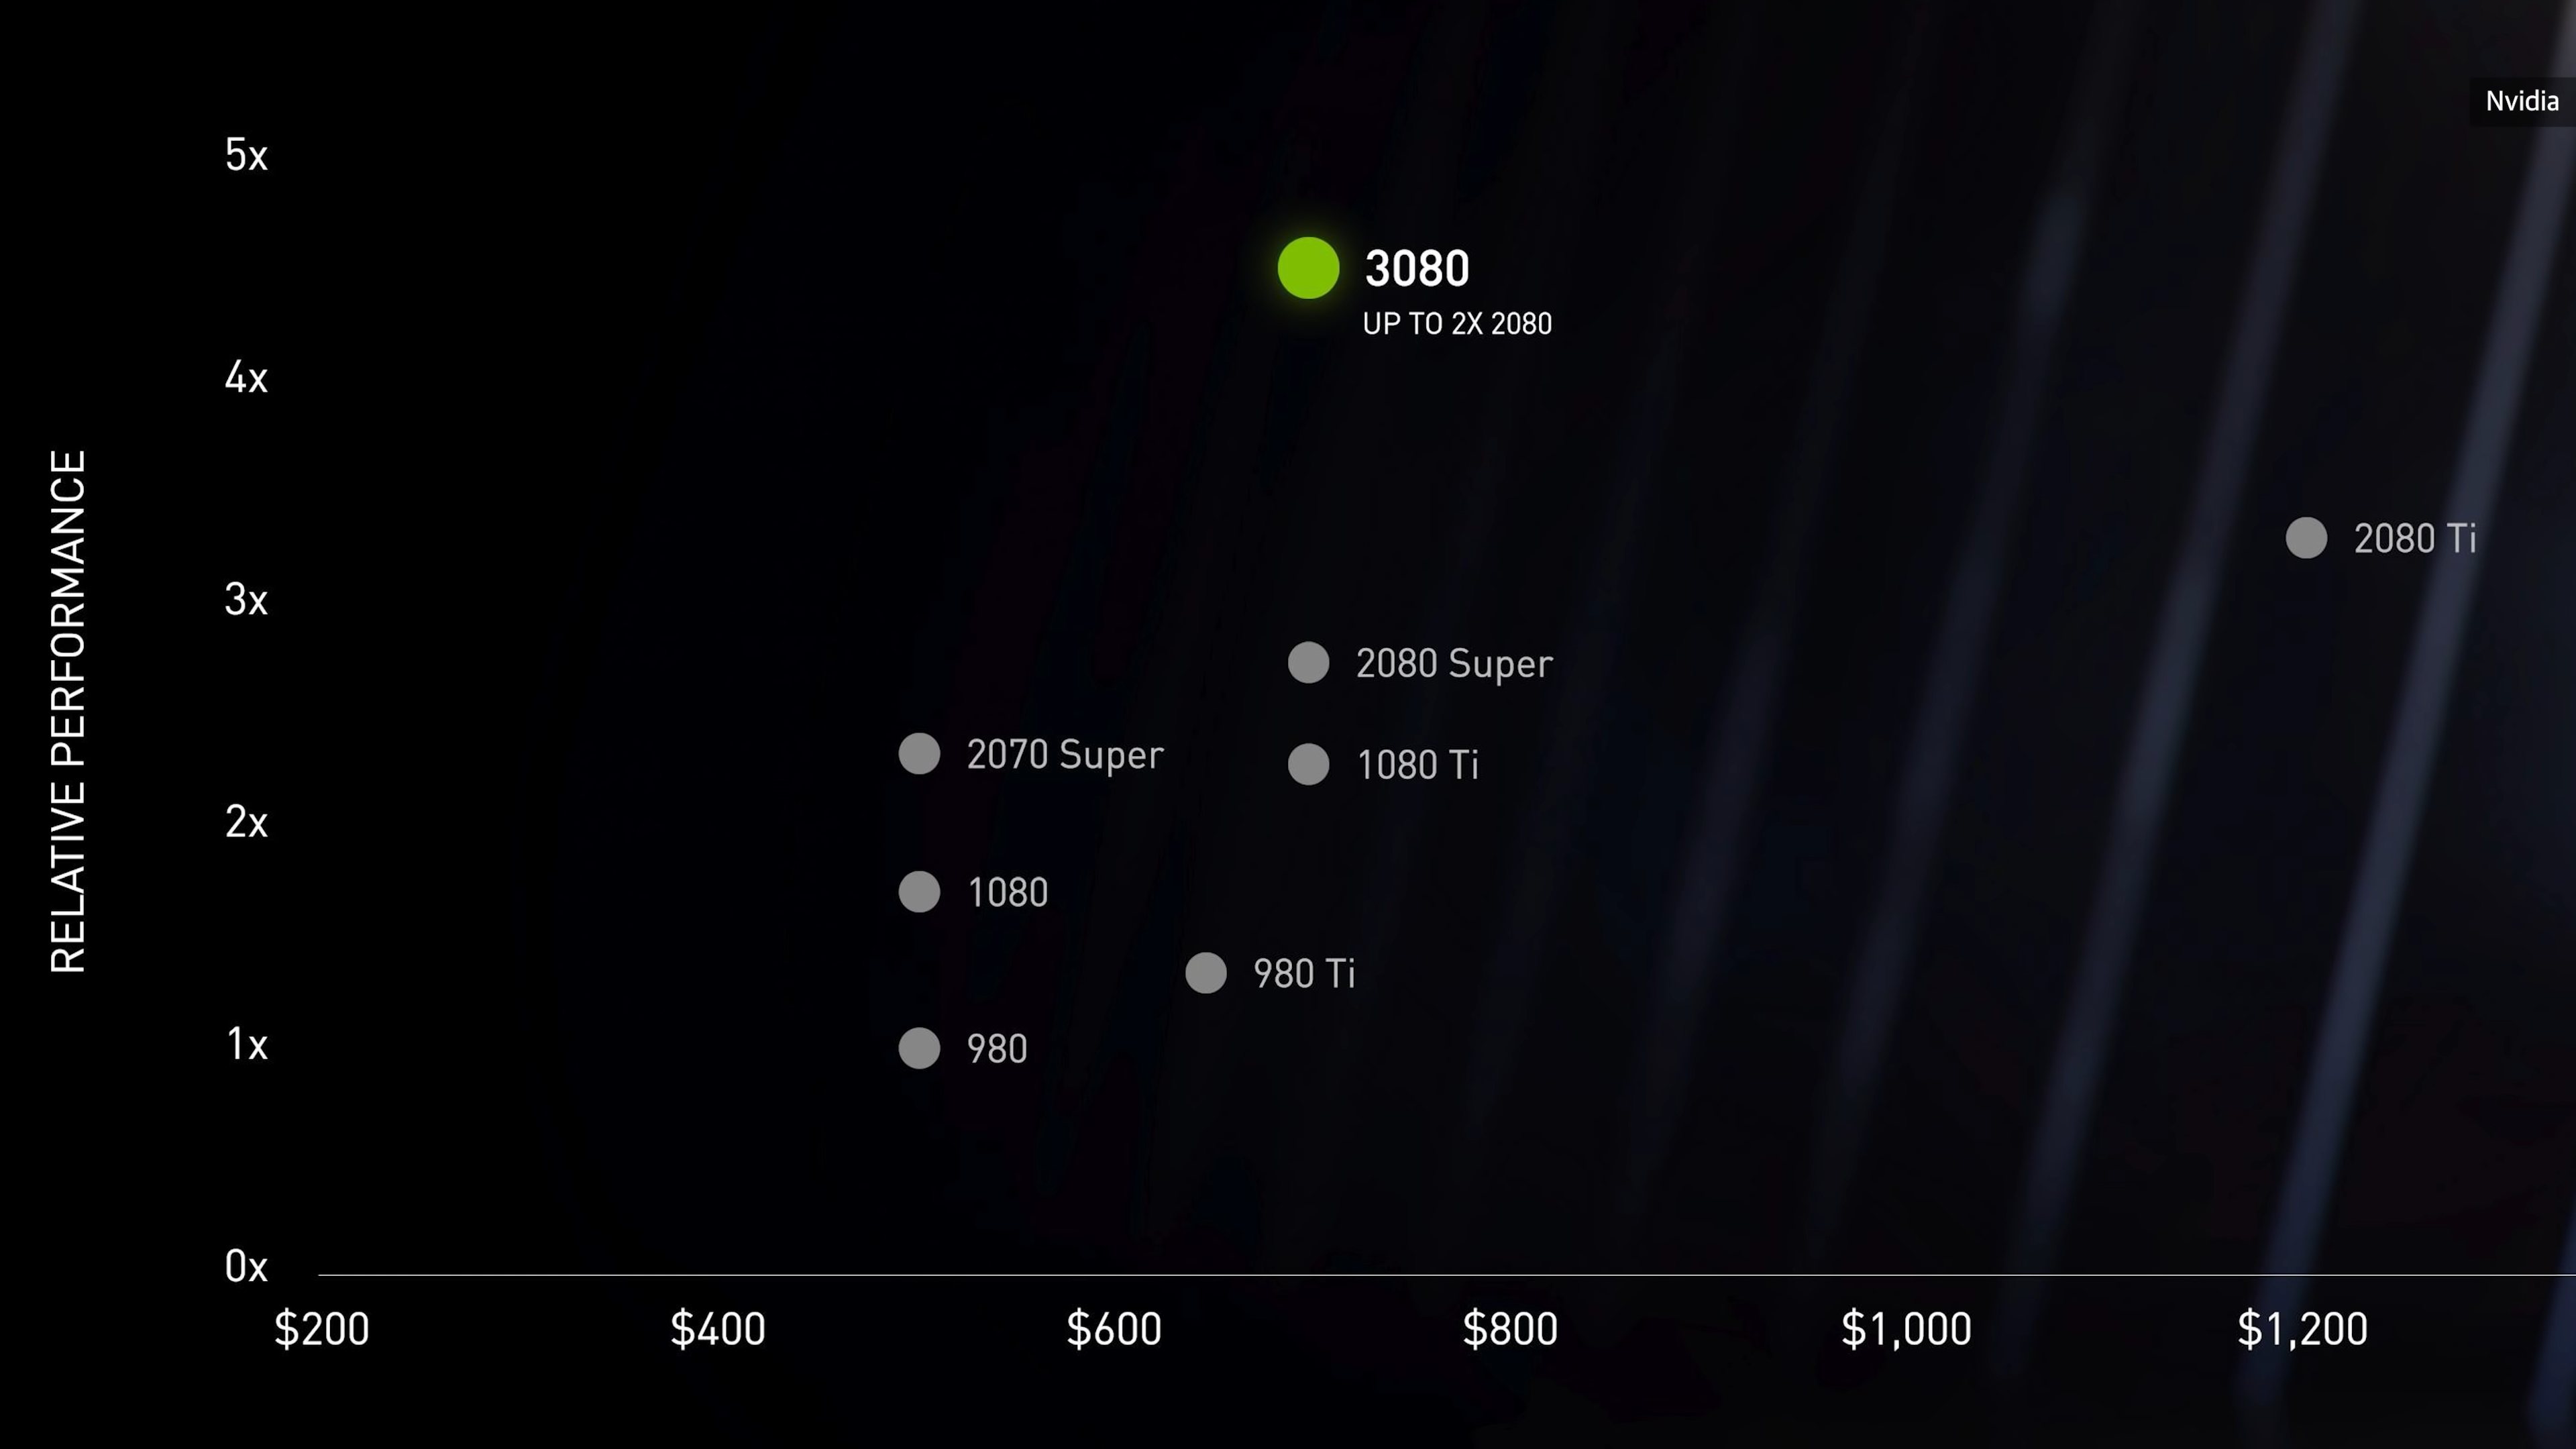 Nvidia
5x
3080
UP TO 2X 2080
4x
2080 Ti
3x
2080 Super
2070 Super
1080 Ti
2x
1080
980 Ti
1x
980
0x
RELATIVE PERFORMANCE
$200 $400 $600 $800 $1,000 $1,200